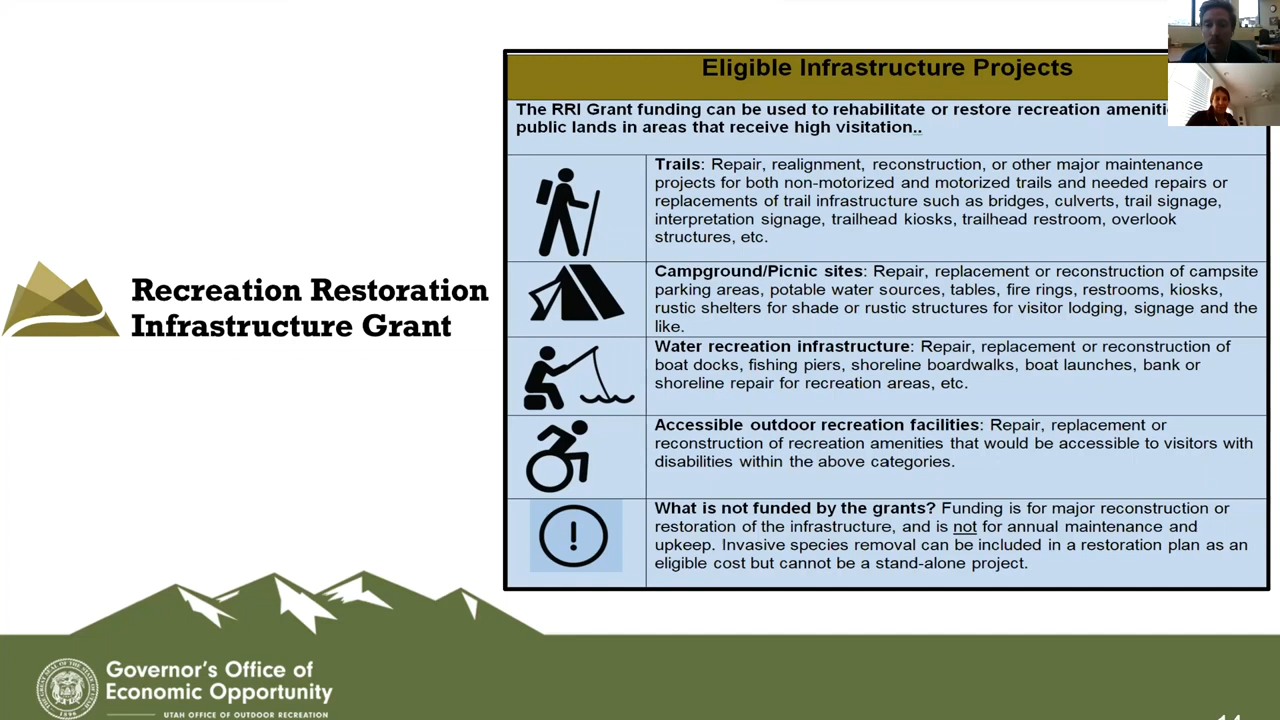 Recreation Restoration
Infrastructure Grant
Eligible Infrastructure Projects
The RRI Grant funding can be used to rehabilitate or restore recreation
public lands in areas that receive high visitation..
Trails: Repair, realignment, reconstruction, or other major maintenance
projects for both non-motorized and motorized trails and needed repairs or
replacements of trail infrastructure such as bridges, culverts, trail signage,
interpretation signage, trailhead kiosks, trailhead restroom, overlook
structures, etc.
Campground/Picnic sites: Repair, replacement or reconstruction of campsite
parking areas, potable water sources, tables, fire rings, restrooms, kiosks,
rustic shelters for shade or rustic structures for visitor lodging, signage and the
like.
Water recreation infrastructure: Repair, replacement or reconstruction of
boat docks, fishing piers, shoreline boardwalks, boat launches, bank or
shoreline repair for recreation areas, etc.
Accessible outdoor recreation facilities: Repair, replacement or
reconstruction of recreation amenities that would be accessible to visitors with
disabilities within the above categories.
What is not funded by the grants? Funding is for major reconstruction or
restoration of the infrastructure, and is not for annual maintenance and
upkeep. Invasive species removal can be included in a restoration plan as an
eligible cost but cannot be a stand-alone project.
Governor's Office of
Economic Opportunity
UTAH OFFICE OF OUTDOOR RECREATION